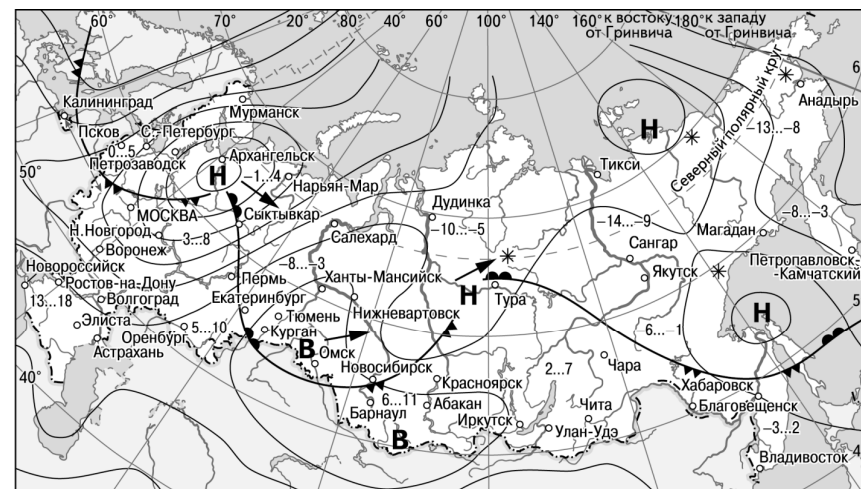 60°
70°
20°
80°
40°
60°
100°
140°
160°
к востоку
от Гринвича
180°
к западу
от Гринвича
Северный полярный круг
Калининград
Мурманск
Анадырь
Псков
С.-Петербург
0...5
Петрозаводск
Архангельск
Н
−1...4
Нарьян-Мар
Н
−13...−8
50°
МОСКВА
Сыктывкар
Дудинка
Тикси
−10...−5
−14...−9
−8...−3
Н.Новгород
3...8
Салехард
Магадан
Воронеж
−8...−3
Сангар
Петропавловск-
Камчатский
Новороссийск
Пермь
Ханты-Мансийск
Якутск
Ростов-на-Дону
13...18
Волгоград
Екатеринбург
Нижневартовск
Н
Тура
Н
Элиста
Оренбург
5...10
Тюмень
Курган
6...−1
Астрахань
В
Омск
Новосибирск
2...7
Чара
40°
Красноярск
Хабаровск
6...11
Барнаул
Абакан
Чита
Благовещенск
Иркутск
Улан-Удэ
−3...2
В
Владивосток